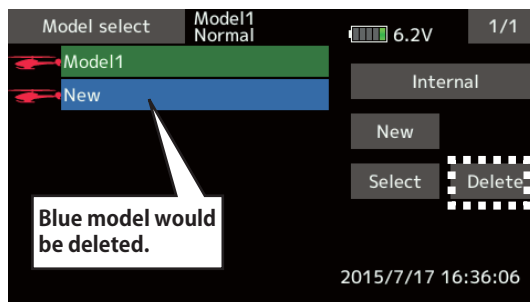 Model select
Model1
Normal
6.2V
1/1
Model1
Internal
New
New
Select
Delete
Blue model would
be deleted.
2015/7/17 16:36:06